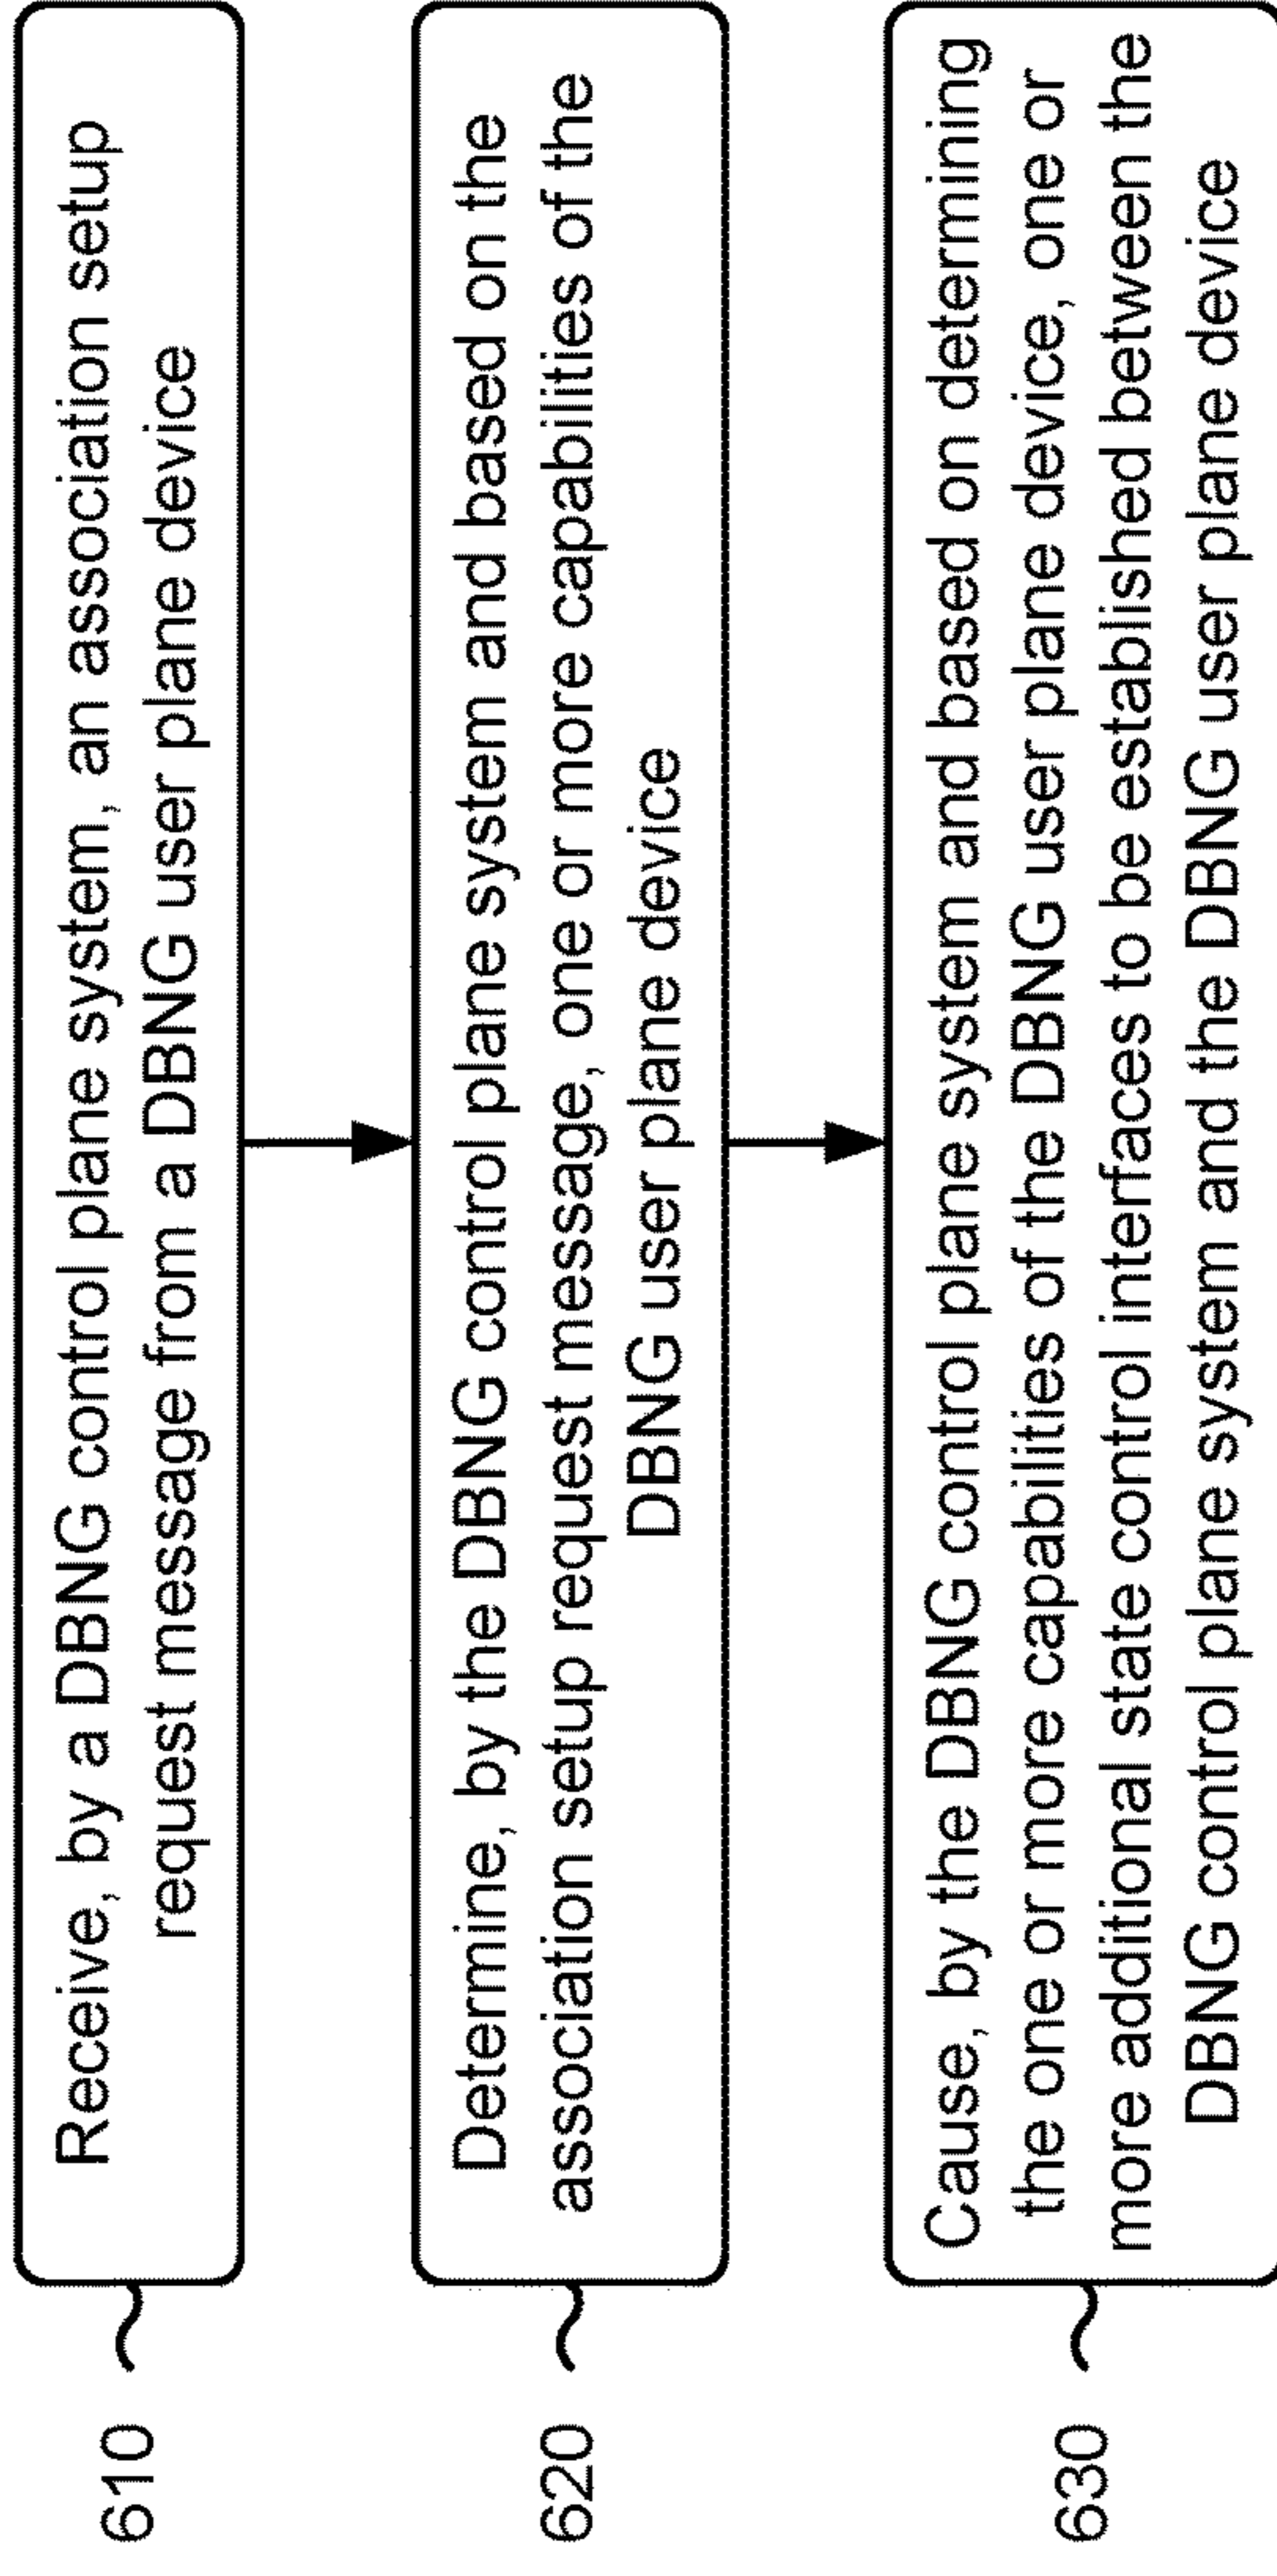 610
Receive, by a DBNG control plane system, an association setup
request message from a DBNG user plane device
620
Determine, by the DBNG control plane system and based on the
association setup request message, one or more capabilities of the
DBNG user plane device
630
Cause, by the DBNG control plane system and based on determining
the one or more capabilities of the DBNG user plane device, one or
more additional state control interfaces to be established between the
DBNG control plane system and the DBNG user plane device